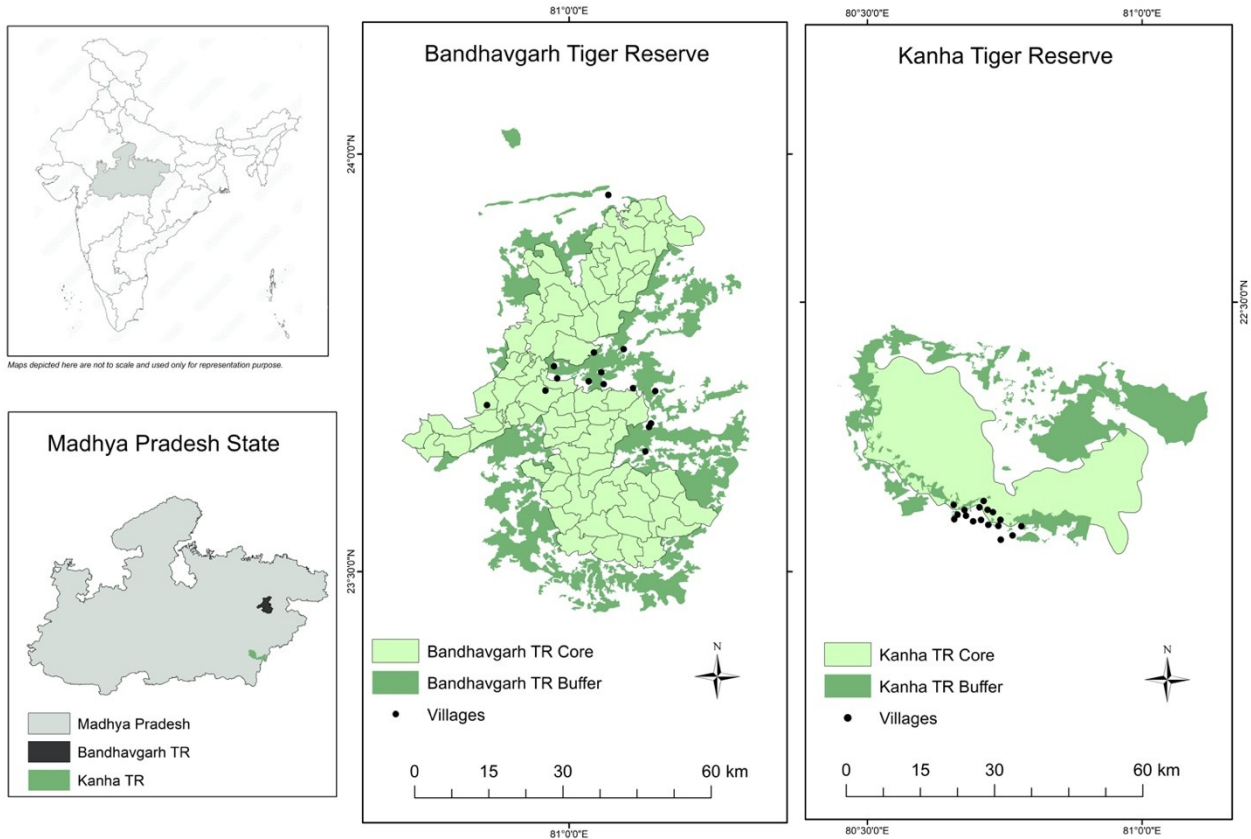 Maps depicted here are not to scale and used only for representation purpose.
Madhya Pradesh State
Madhya Pradesh
Bandhavgarh TR
Kanha TR
81°0'0"E
Bandhavgarh Tiger Reserve
24°0'0"N
23°30'0"N
Bandhavgarh TR Core
Bandhavgarh TR Buffer
Villages
N
0 15 30 60 km
81°0'0"E
80°30'0"E 81°0'0"E
Kanha Tiger Reserve
22°30'0"N
Kanha TR Core
Kanha TR Buffer
Villages
N
0 15 30 60 km
80°30'0"E 81°0'0"E